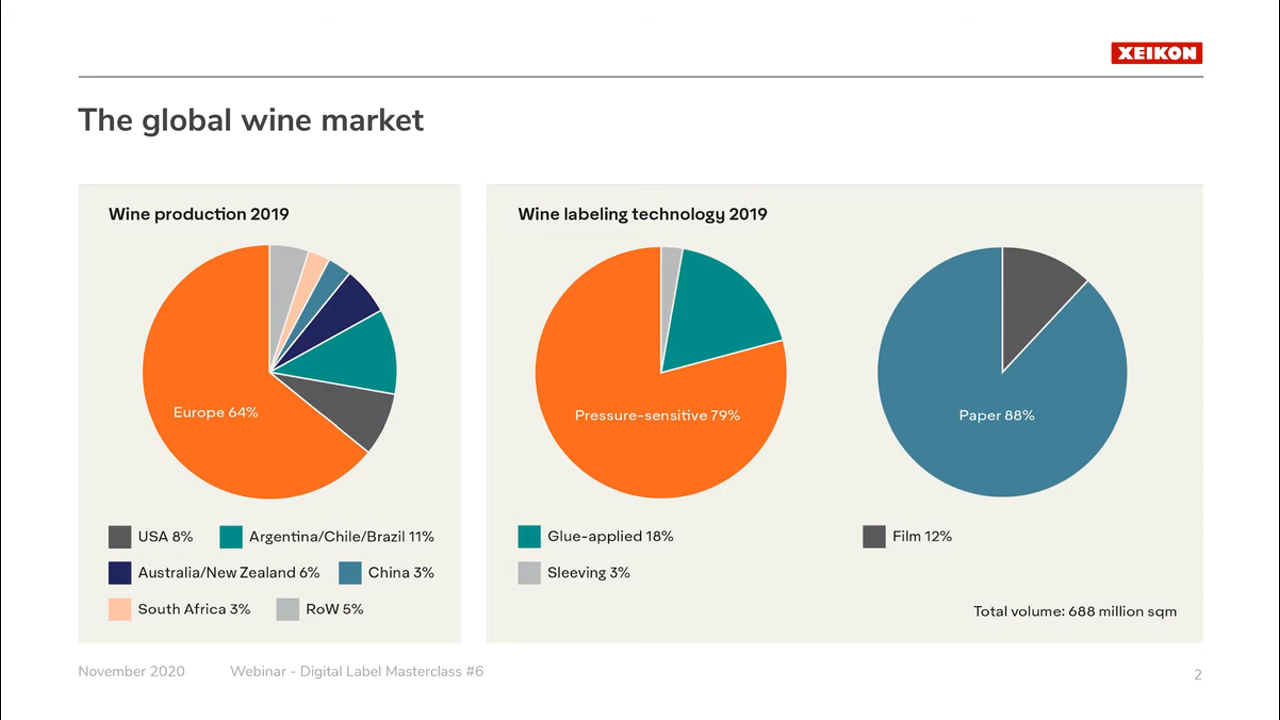 XEIKON
The global wine market
Wine production 2019
Europe 64%
USA 8%
Argentina/Chile/Brazil 11%
Australia/New Zealand 6%
China 3%
South Africa 3%
RoW 5%
Wine labeling technology 2019
Pressure-sensitive 79%
Paper 88%
Glue-applied 18%
Film 12%
Sleeving 3%
Total volume: 688 million sqm
November 2020
Webinar - Digital Label Masterclass #6
2